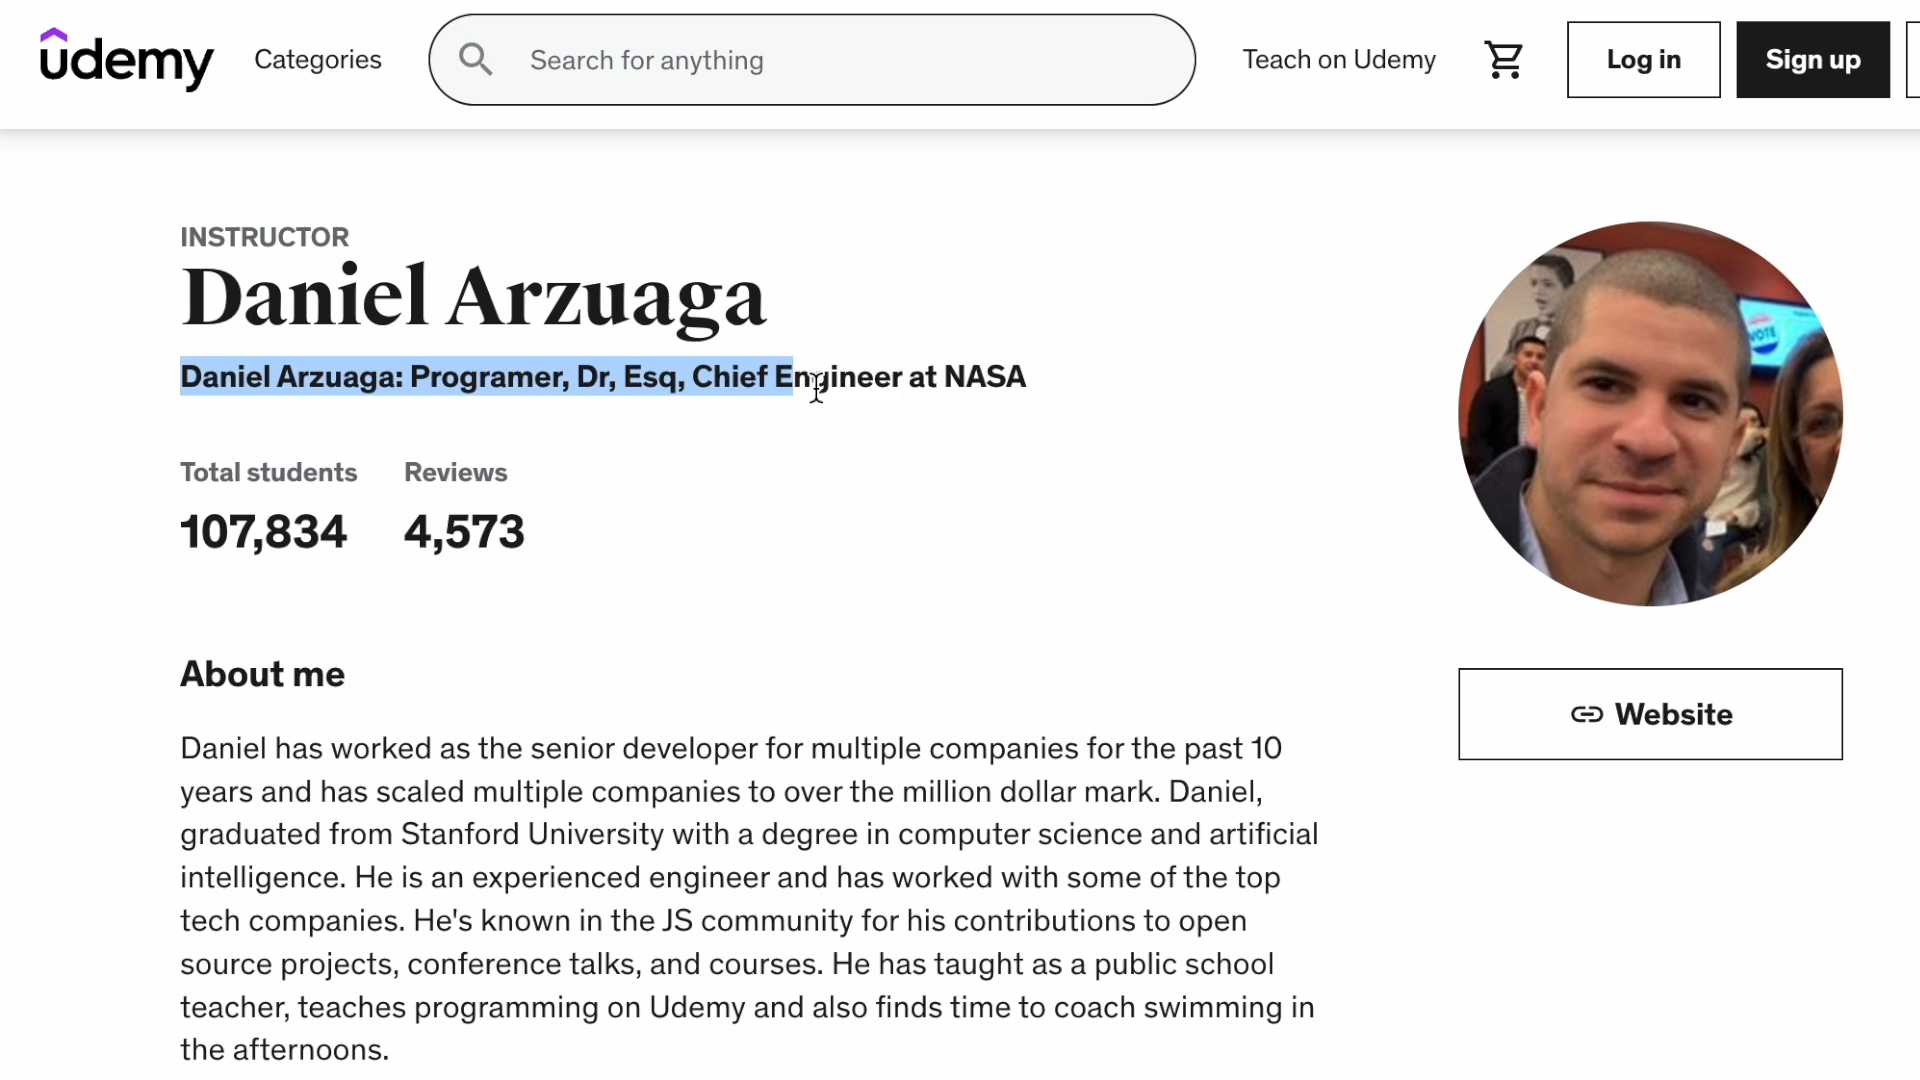 udemy
Categories
Search for anything
Teach on Udemy
Log in
Sign up
INSTRUCTOR
Daniel Arzuaga
Daniel Arzuaga: Programer, Dr, Esq, Chief Engineer at NASA
Total students
Reviews
107,834
4,573
VOTE
About me
Website
Daniel has worked as the senior developer for multiple companies for the past 10
years and has scaled multiple companies to over the million dollar mark. Daniel,
graduated from Stanford University with a degree in computer science and artificial
intelligence. He is an experienced engineer and has worked with some of the top
tech companies. He's known in the JS community for his contributions to open
source projects, conference talks, and courses. He has taught as a public school
teacher, teaches programming on Udemy and also finds time to coach swimming in
the afternoons.